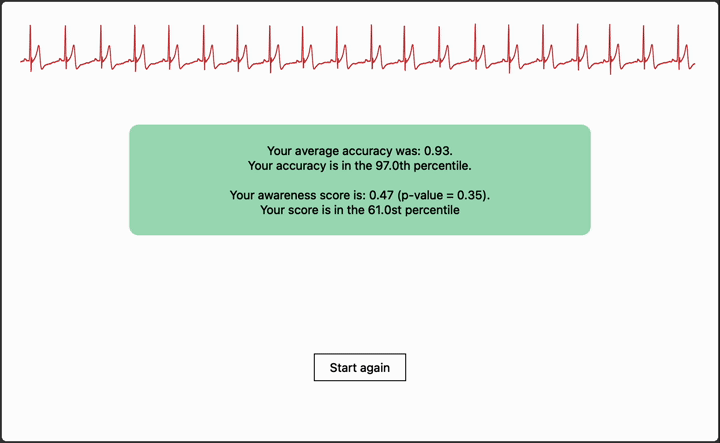 Your average accuracy was: 0.93.
Your accuracy is in the 97.0th percentile.
Your awareness score is: 0.47 (p-value = 0.35).
Your score is in the 61.0st percentile
Start again